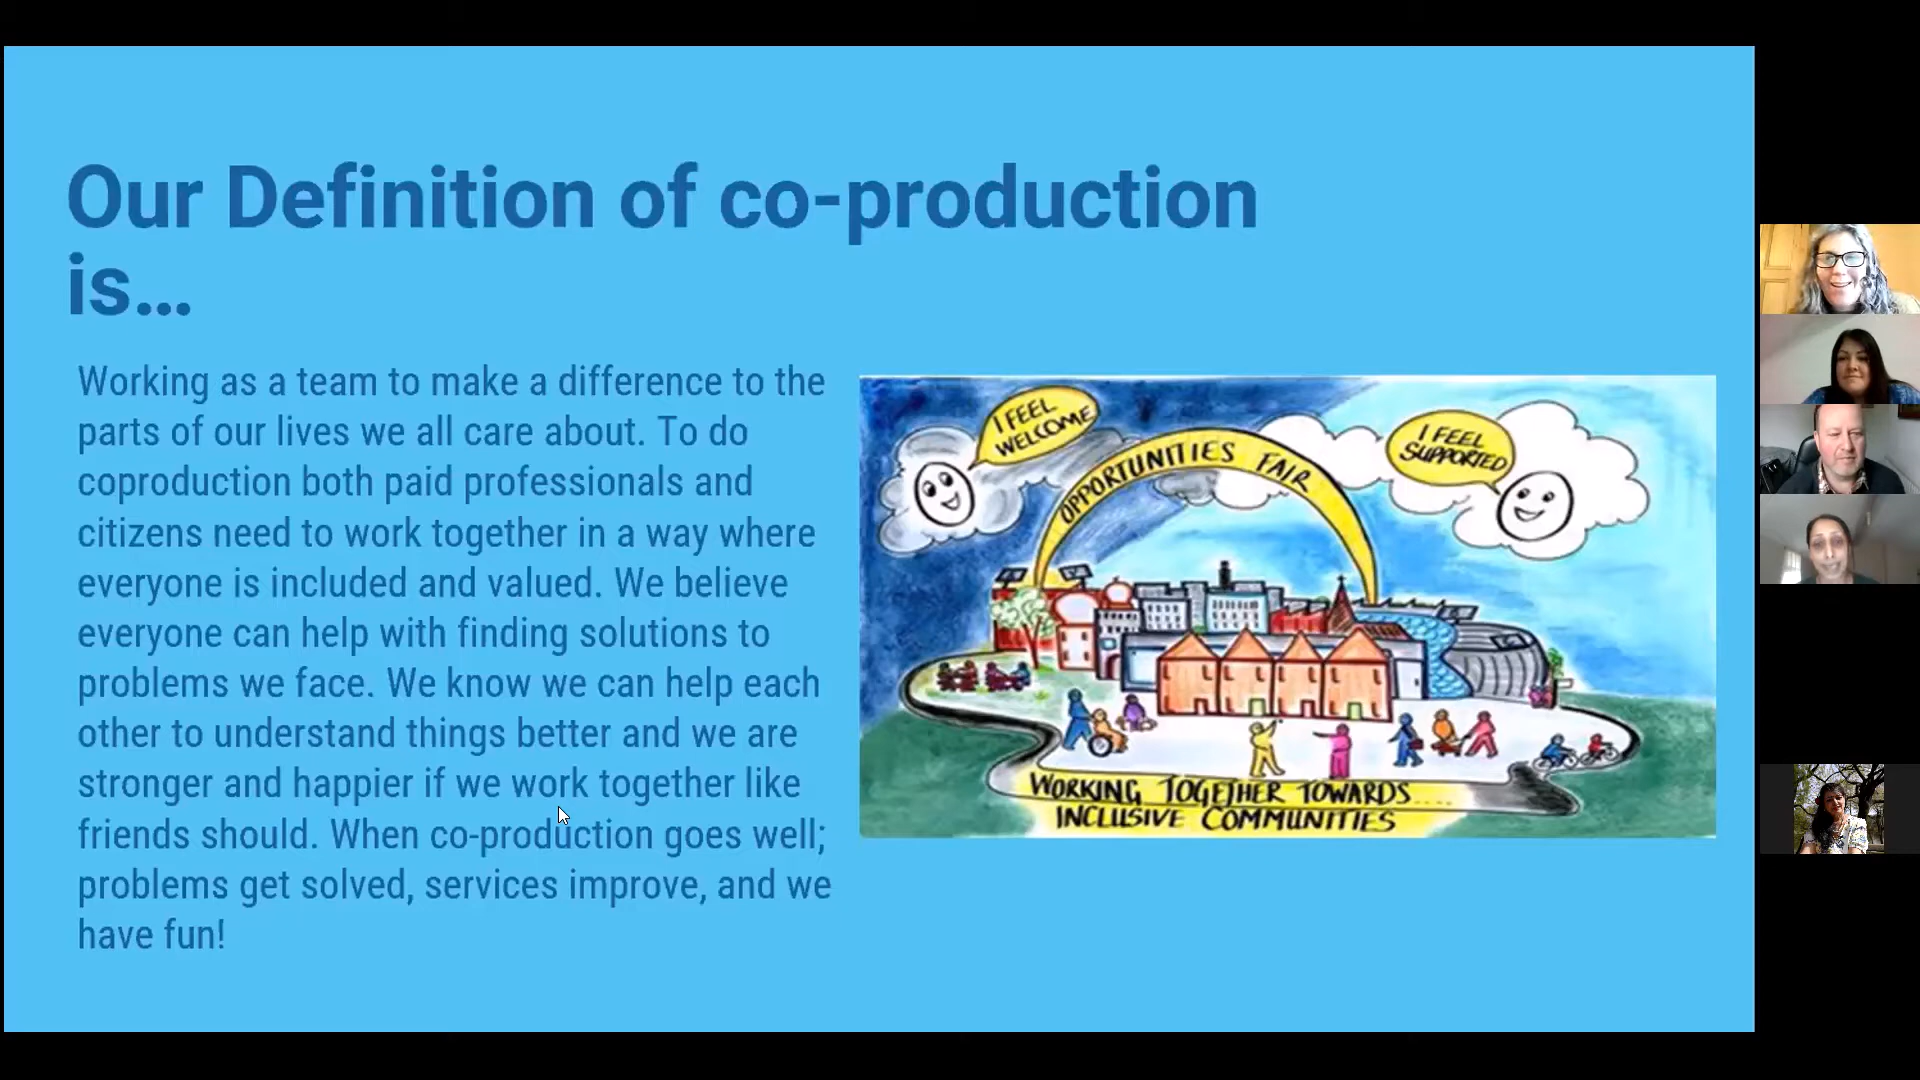 Our Definition of co-production
is...
Working as a team to make a difference to the
parts of our lives we all care about. To do
coproduction both paid professionals and
citizens need to work together in a way where
everyone is included and valued. We believe
everyone can help with finding solutions to
problems we face. We know we can help each
other to understand things better and we are
stronger and happier if we work together like
friends should. When co-production goes well;
problems get solved, services improve, and we
have fun!
I FEEL
WELCOME
OPPORTUNITIES FAIR
I FEEL
SUPPORTED
WORKING TOGETHER TOWARDS....
INCLUSIVE COMMUNITIES